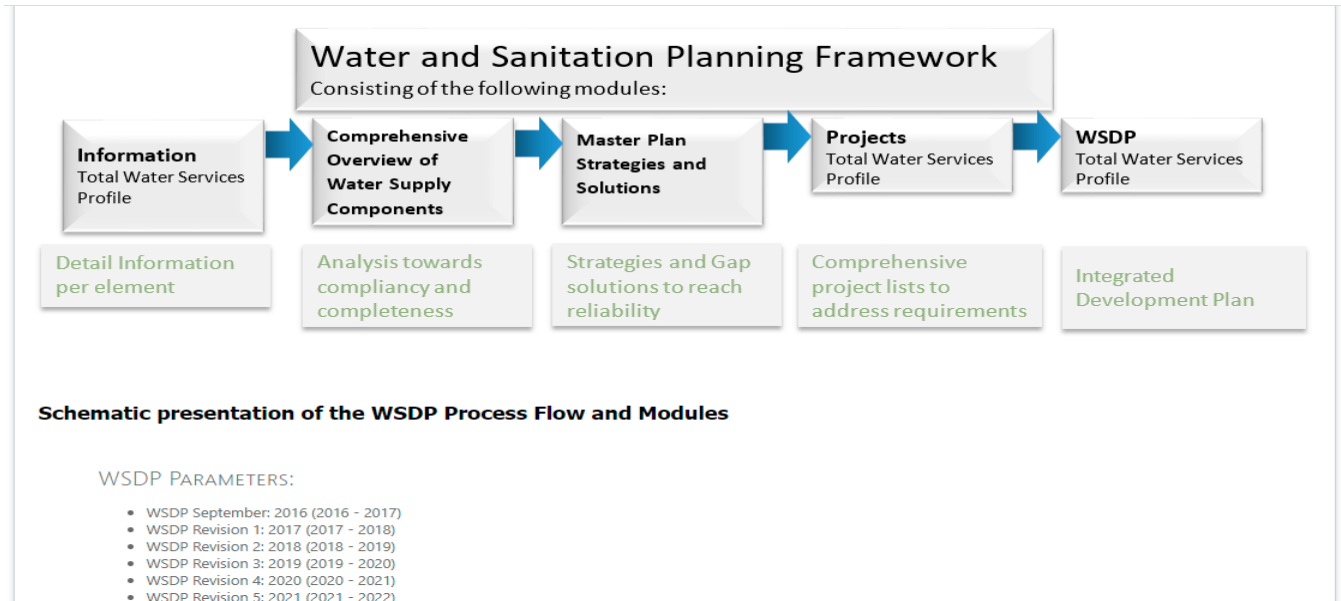 Water and Sanitation Planning Framework
Consisting of the following modules:
Information
Total Water Services
Profile
Comprehensive
Overview of
Water Supply
Components
Master Plan
Strategies and
Solutions
Projects
Total Water Services
Profile
WSDP
Total Water Services
Profile
Detail Information
per element
Analysis towards
compliancy and
completeness
Strategies and Gap
solutions to reach
reliability
Comprehensive
project lists to
address requirements
Integrated
Development Plan
Schematic presentation of the WSDP Process Flow and Modules
WSDP PARAMETERS:
• WSDP September: 2016 (2016 - 2017)
• WSDP Revision 1: 2017 (2017 - 2018)
• WSDP Revision 2: 2018 (2018 - 2019)
• WSDP Revision 3: 2019 (2019 - 2020)
• WSDP Revision 4: 2020 (2020 - 2021)
• WSDP Revision 5: 2021 (2021 - 2022)